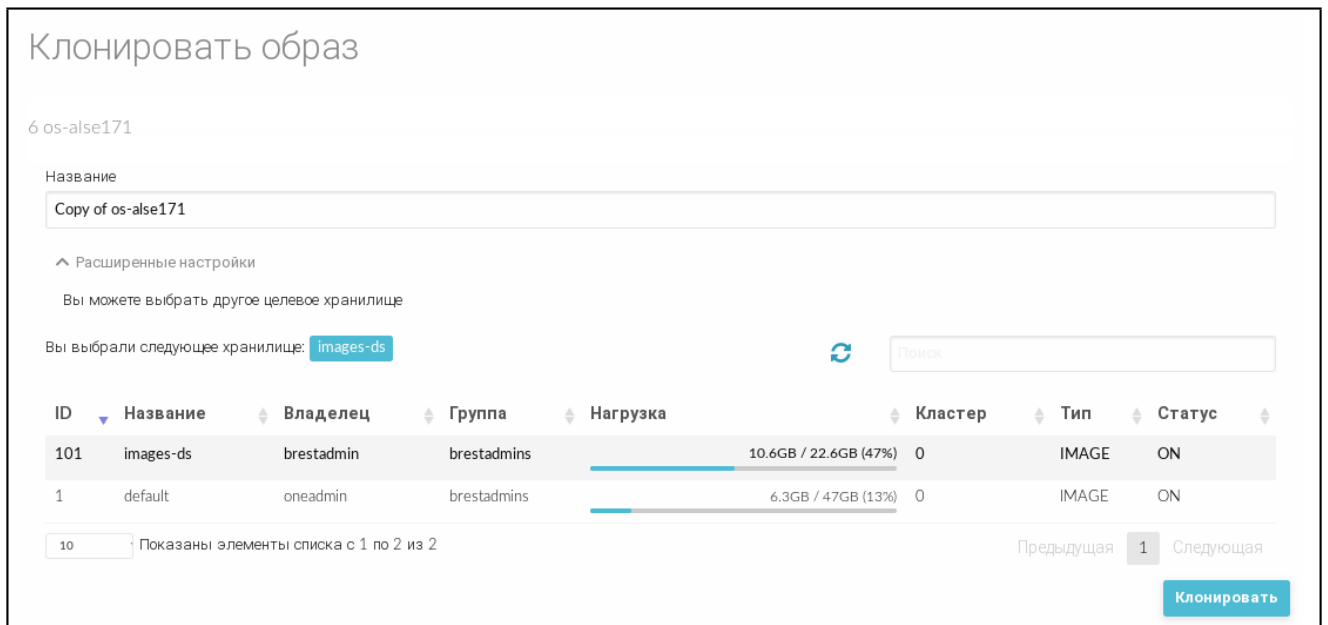 Клонировать образ
6 os-alse171
Название
Copy of os-alse171
Расширенные настройки
Вы можете выбрать другое целевое хранилище
Вы выбрали следующее хранилище: images-ds
Поиск
ID Название Владелец Группа Нагрузка Кластер Тип Статус
101 images-ds brestadmin brestadmins 10.6GB / 22.6GB (47%) 0 IMAGE ON
1 default oneadmin brestadmins 6.3GB / 47GB (13%) 0 IMAGE ON
10 Показаны элементы списка с 1 по 2 из 2 Предыдущая 1 Следующая
Клонировать